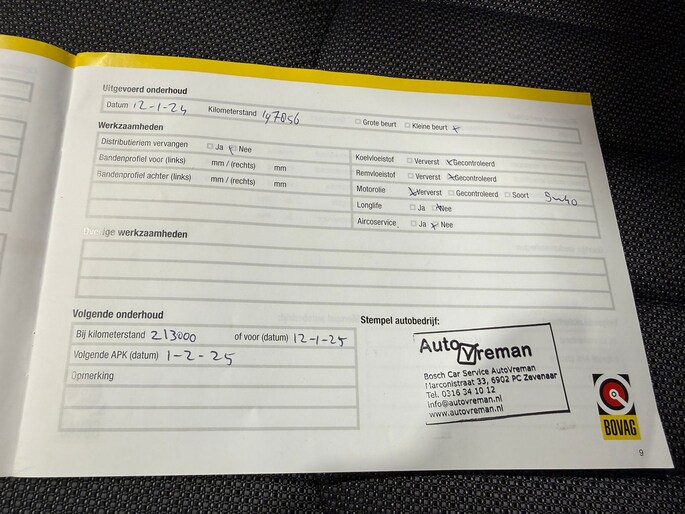 Uitgevoerd onderhoud
Datum 12-1-24 Kilometerstand 147856 Grote beurt Kleine beurt x
Werkzaamheden
Distributieriem vervangen Ja x Nee
Bandenprofiel voor (links) mm / (rechts) mm
Bandenprofiel achter (links) mm / (rechts) mm
Koelvloeistof Ververst x Gecontroleerd
Remvloeistof Ververst x Gecontroleerd
Motorolie x Ververst Gecontroleerd Soort 5w40
Longlife Ja x Nee
Aircoservice Ja x Nee
Overige werkzaamheden
Volgende onderhoud
Bij kilometerstand 213000 of voor (datum) 12-1-25
Volgende APK (datum) 1-2-25
Opmerking
Stempel autobedrijf:
Auto Vreman
Bosch Car Service AutoVreman
Marconistraat 33, 6902 PC Zevenaar
Tel. 0316 34 10 12
info@autovreman.nl
www.autovreman.nl
BOVAG
9